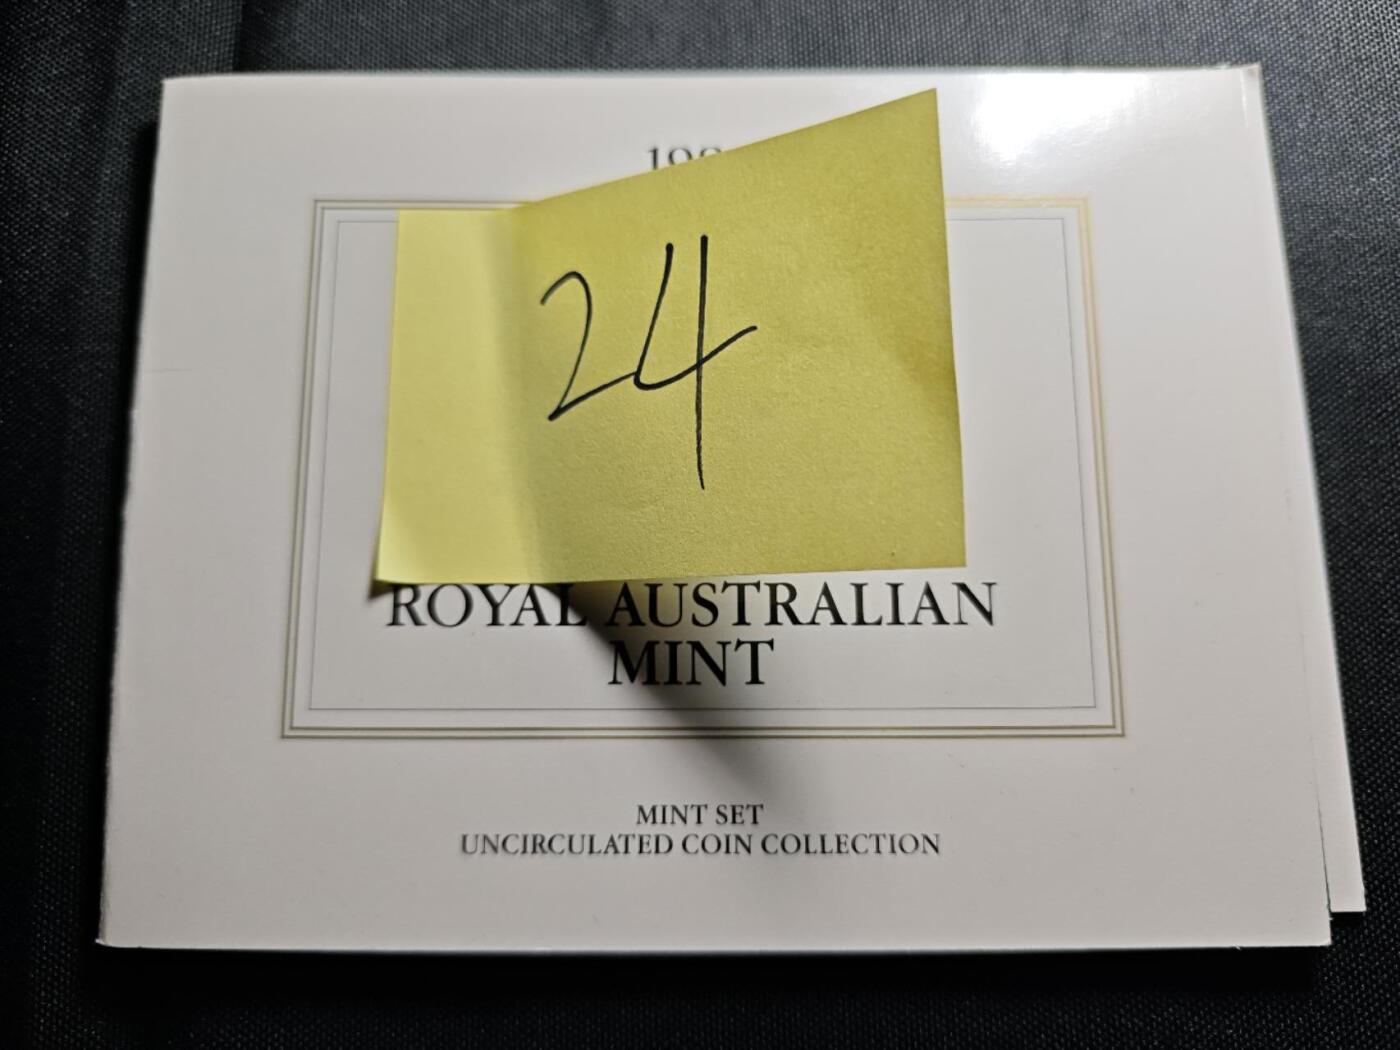 24
ROYAL AUSTRALIAN
MINT
MINT SET
UNCIRCULATED COIN COLLECTION